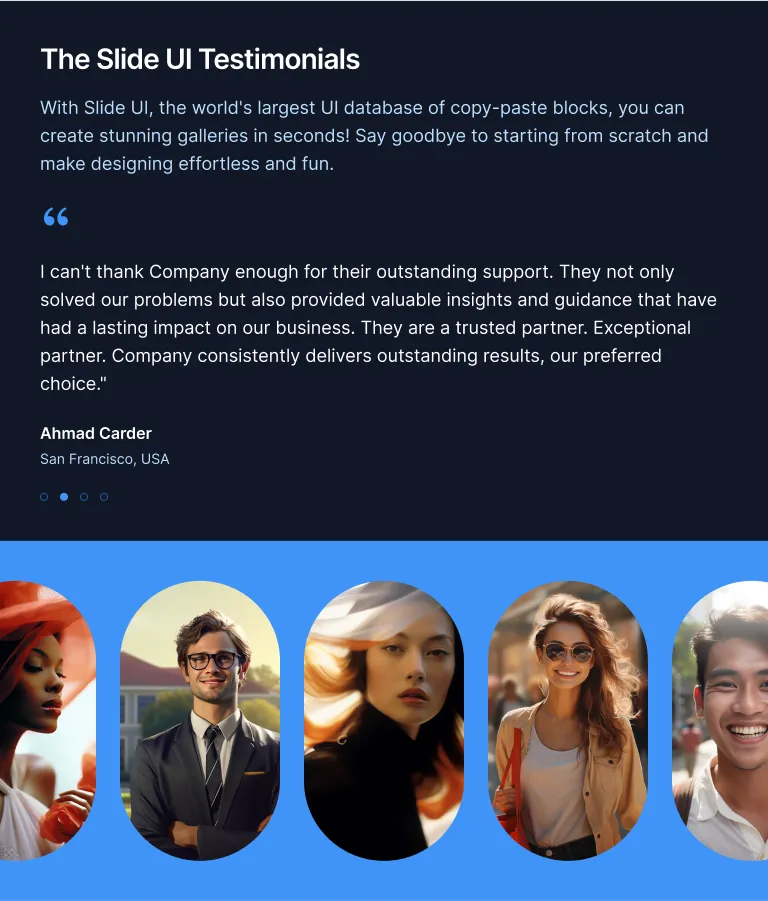 The Slide UI Testimonials
With Slide UI, the world's largest UI database of copy-paste blocks, you can
create stunning galleries in seconds! Say goodbye to starting from scratch and
make designing effortless and fun.
“
I can't thank Company enough for their outstanding support. They not only
solved our problems but also provided valuable insights and guidance that have
had a lasting impact on our business. They are a trusted partner. Exceptional
partner. Company consistently delivers outstanding results, our preferred
choice."
Ahmad Carder
San Francisco, USA